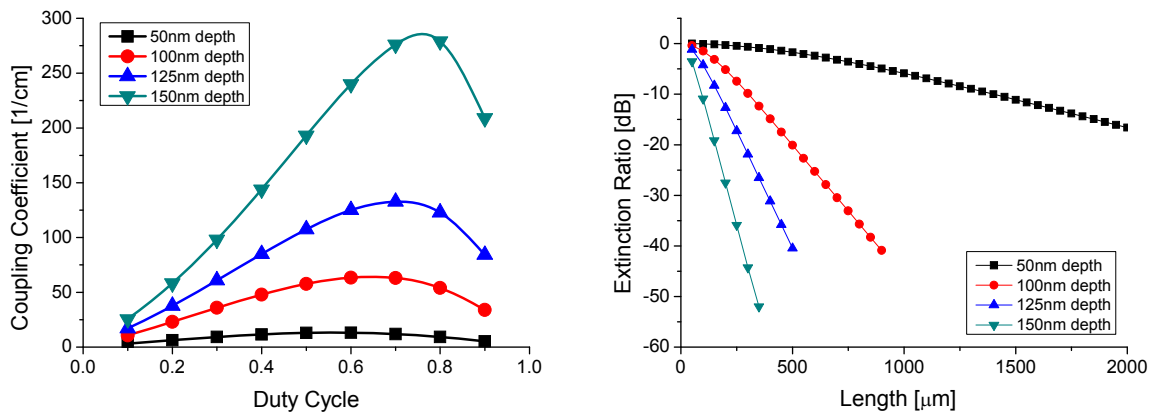 300
250
200
150
100
50
0
Coupling Coefficient [1/cm]
50nm depth
100nm depth
125nm depth
150nm depth
0.0
0.2
0.4
0.6
0.8
1.0
Duty Cycle
0
-10
-20
-30
-40
-50
-60
Extinction Ratio [dB]
50nm depth
100nm depth
125nm depth
150nm depth
0
500
1000
1500
2000
Length [μm]